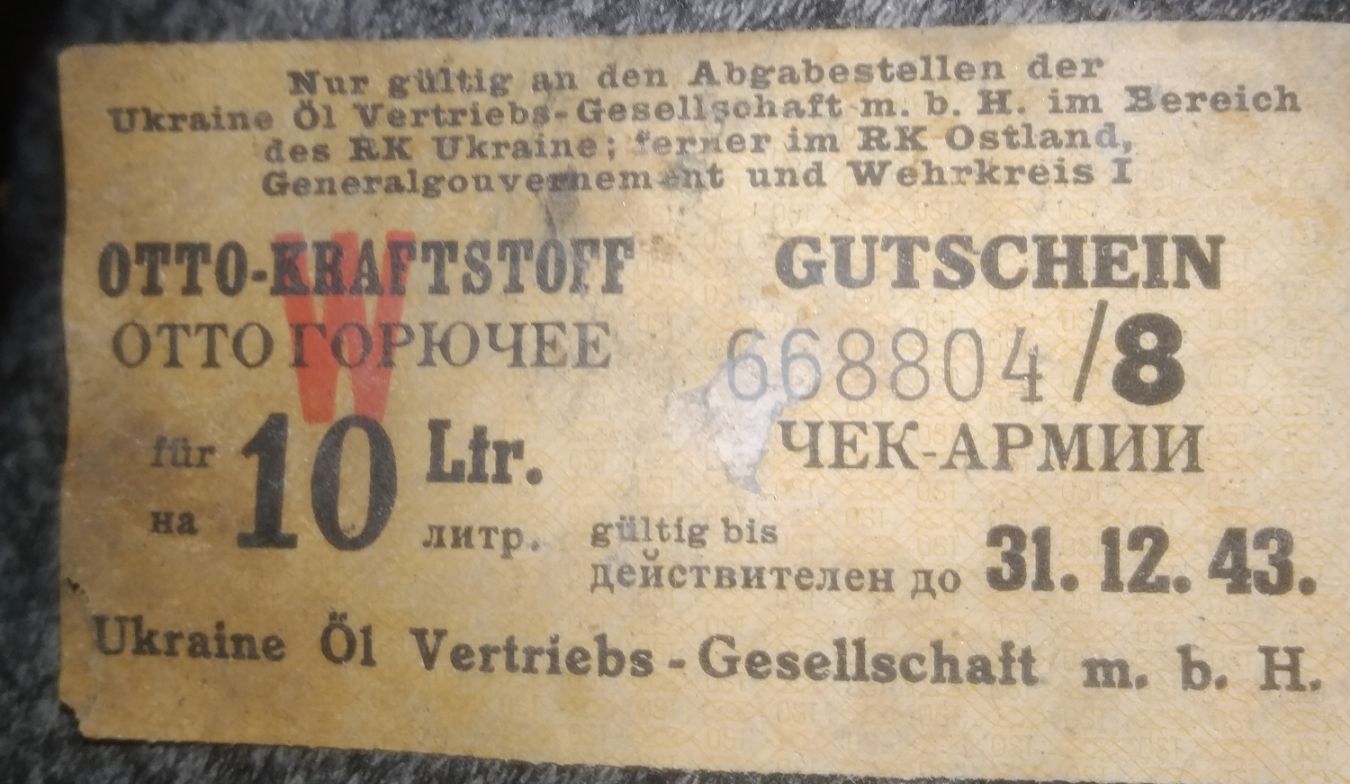 Nur gültig an den Abgabestellen der
Ukraine Öl Vertriebs-Gesellschaft m. b. H. im Bereich
des RK Ukraine; ferner im RK Ostland,
Generalgouvernement und Wehrkreis I
W
OTTO-KRAFTSTOFF GUTSCHEIN
ОТТО ГОРЮЧЕЕ 668804/8
ЧЕК-АРМИИ
für 10 Ltr.
на литр. gültig bis
действителен до 31. 12. 43.
Ukraine Öl Vertriebs-Gesellschaft m. b. H.